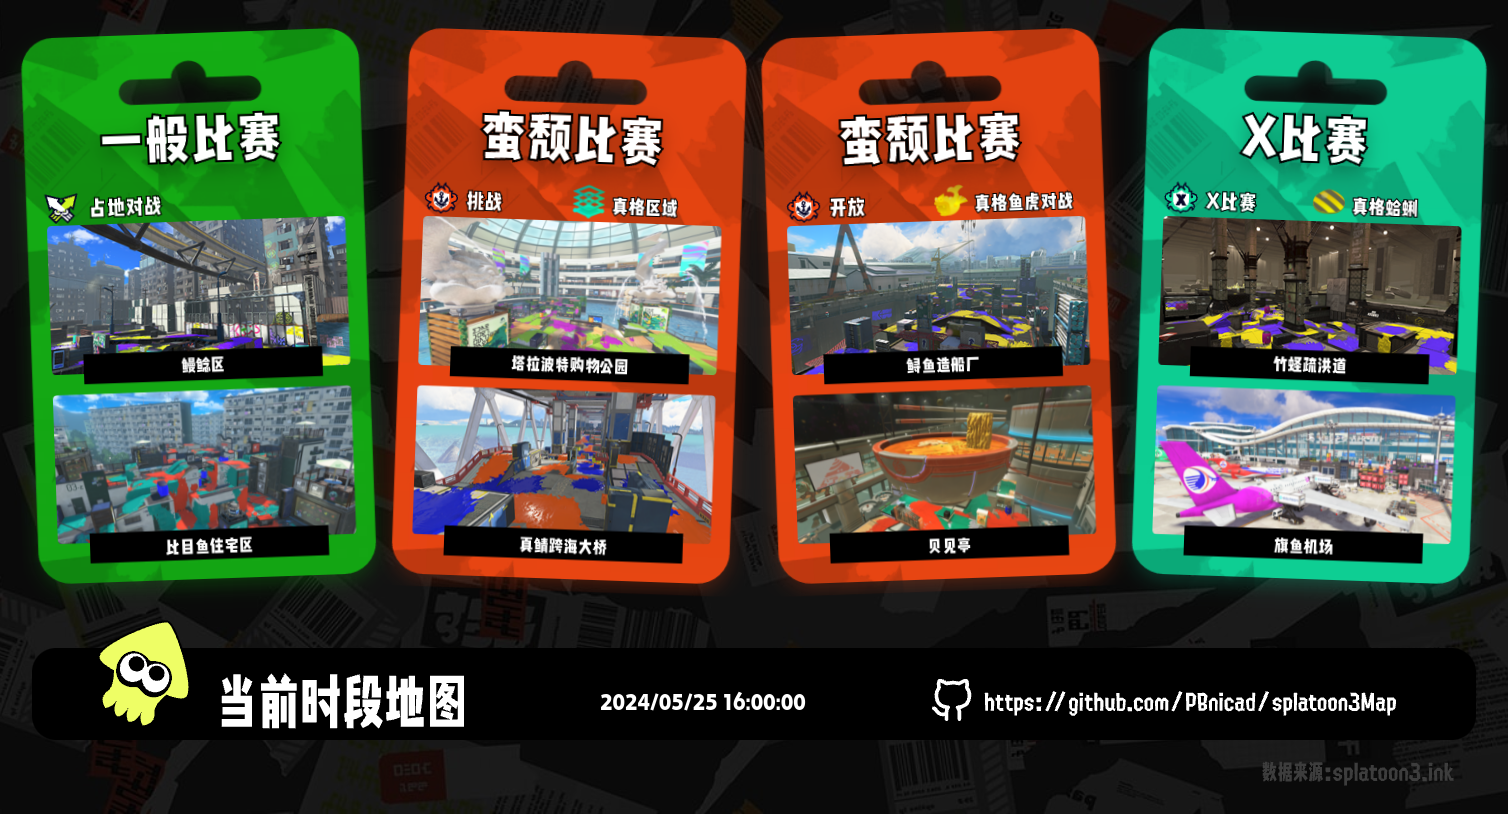 一般比赛
占地对战
鳗鲶区
比目鱼住宅区
蛮颓比赛
挑战
真格区域
塔拉波特购物公园
真鲭跨海大桥
蛮颓比赛
开放
真格鱼虎对战
鲟鱼造船厂
贝见亭
X比赛
X比赛
真格蛤蜊
竹蛏疏洪道
旗鱼机场
当前时段地图
2024/05/25 16:00:00
https://github.com/PBnicad/splatoon3Map
数据来源:splatoon3.ink